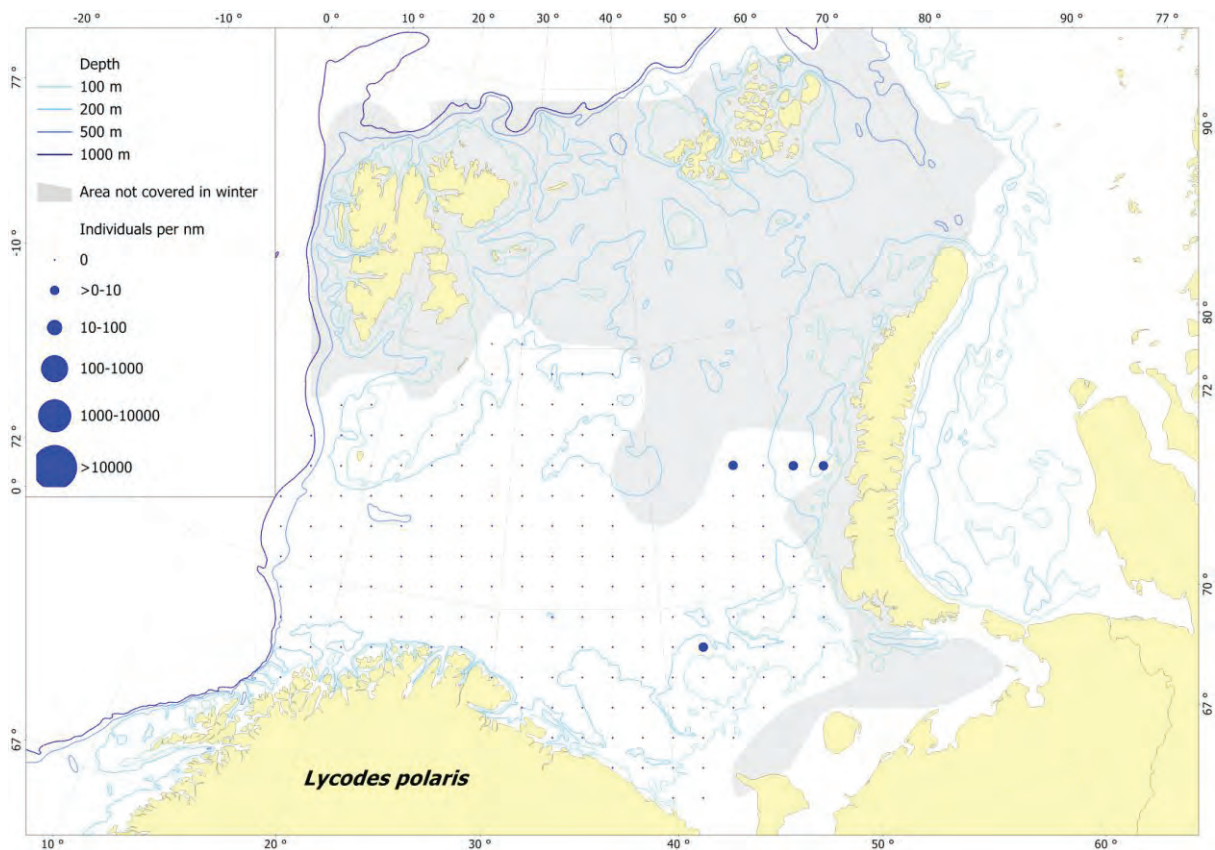 -20 ° -10 ° 0 ° 10 ° 20 ° 30 ° 40 ° 50 ° 60 ° 70 ° 80 ° 90 ° 77 °
77 °
-10 °
72 °
0 °
67 °
Depth
100 m
200 m
500 m
1000 m
Area not covered in winter
Individuals per nm
0
>0-10
10-100
100-1000
1000-10000
>10000
90 °
80 °
72 °
70 °
67 °
Lycodes polaris
10 ° 20 ° 30 ° 40 ° 50 ° 60 °